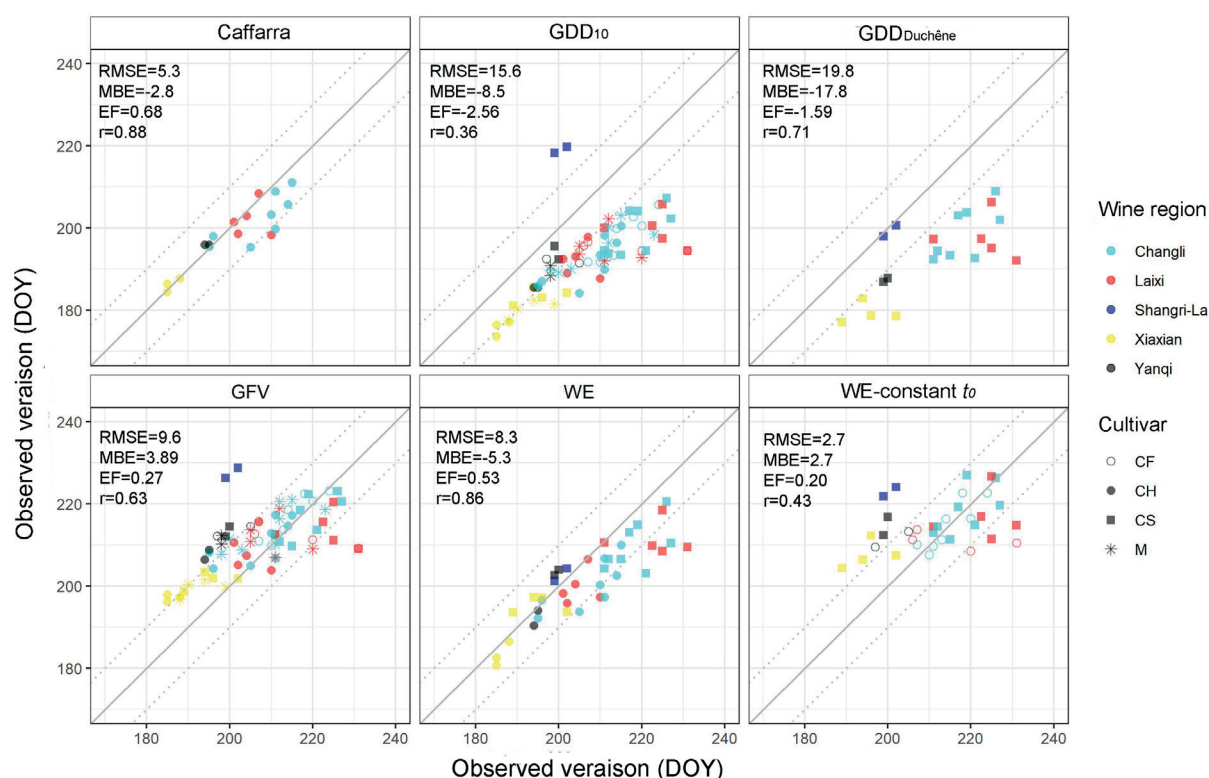 Caffarra
GDD10
GDDDuchêne
240
220
200
180
RMSE=5.3
MBE=-2.8
EF=0.68
r=0.88
RMSE=15.6
MBE=-8.5
EF=-2.56
r=0.36
RMSE=19.8
MBE=-17.8
EF=-1.59
r=0.71
GFV
WE
WE-constant t0
240
220
200
180
RMSE=9.6
MBE=3.89
EF=0.27
r=0.63
RMSE=8.3
MBE=-5.3
EF=0.53
r=0.86
RMSE=2.7
MBE=2.7
EF=0.20
r=0.43
180 200 220 240
180 200 220 240
180 200 220 240
Observed veraison (DOY)
Observed veraison (DOY)
Wine region
Changli
Laixi
Shangri-La
Xiaxian
Yanqi
Cultivar
CF
CH
CS
M